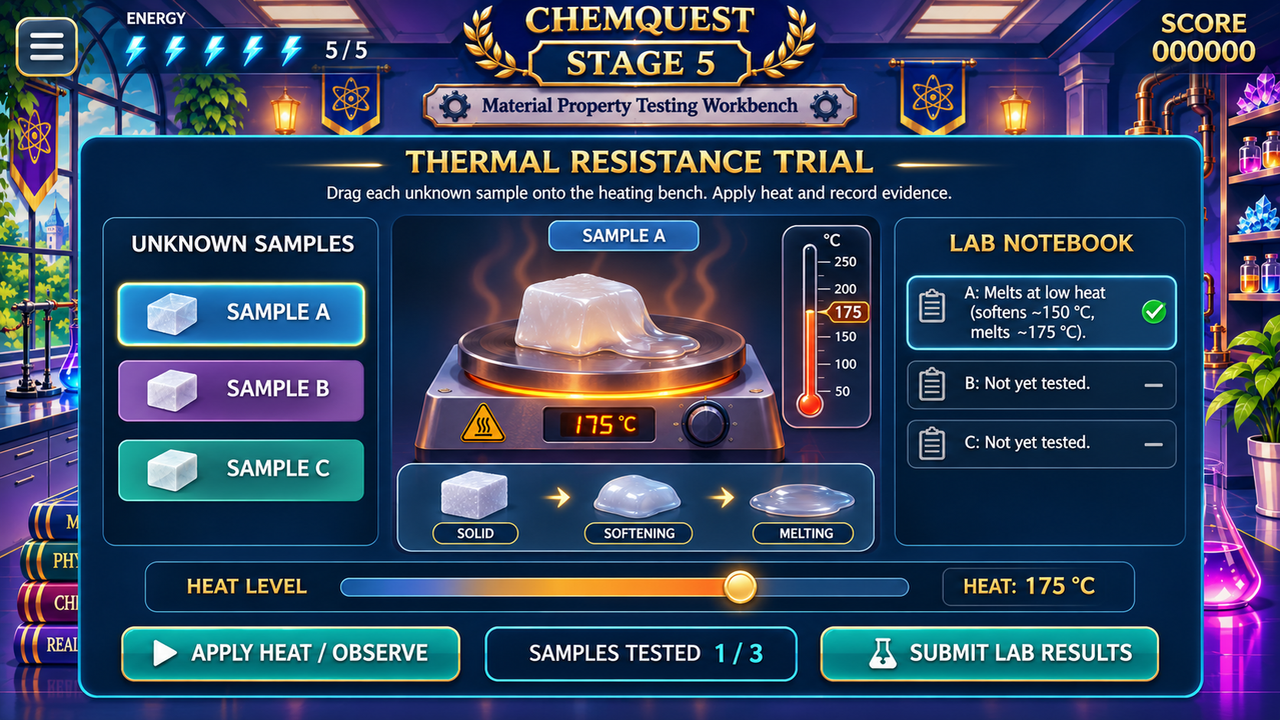 ENERGY
5/5
CHEMQUEST
STAGE 5
Material Property Testing Workbench
SCORE
000000
THERMAL RESISTANCE TRIAL
Drag each unknown sample onto the heating bench. Apply heat and record evidence.
UNKNOWN SAMPLES
SAMPLE A
SAMPLE B
SAMPLE C
SAMPLE A
°C
250
200
175
150
100
50
175 °C
SOLID
SOFTENING
MELTING
LAB NOTEBOOK
A: Melts at low heat
(softens ~150 °C,
melts ~175 °C).
B: Not yet tested.
C: Not yet tested.
HEAT LEVEL
HEAT: 175 °C
APPLY HEAT / OBSERVE
SAMPLES TESTED 1 / 3
SUBMIT LAB RESULTS
M
PHY
CH
REAL